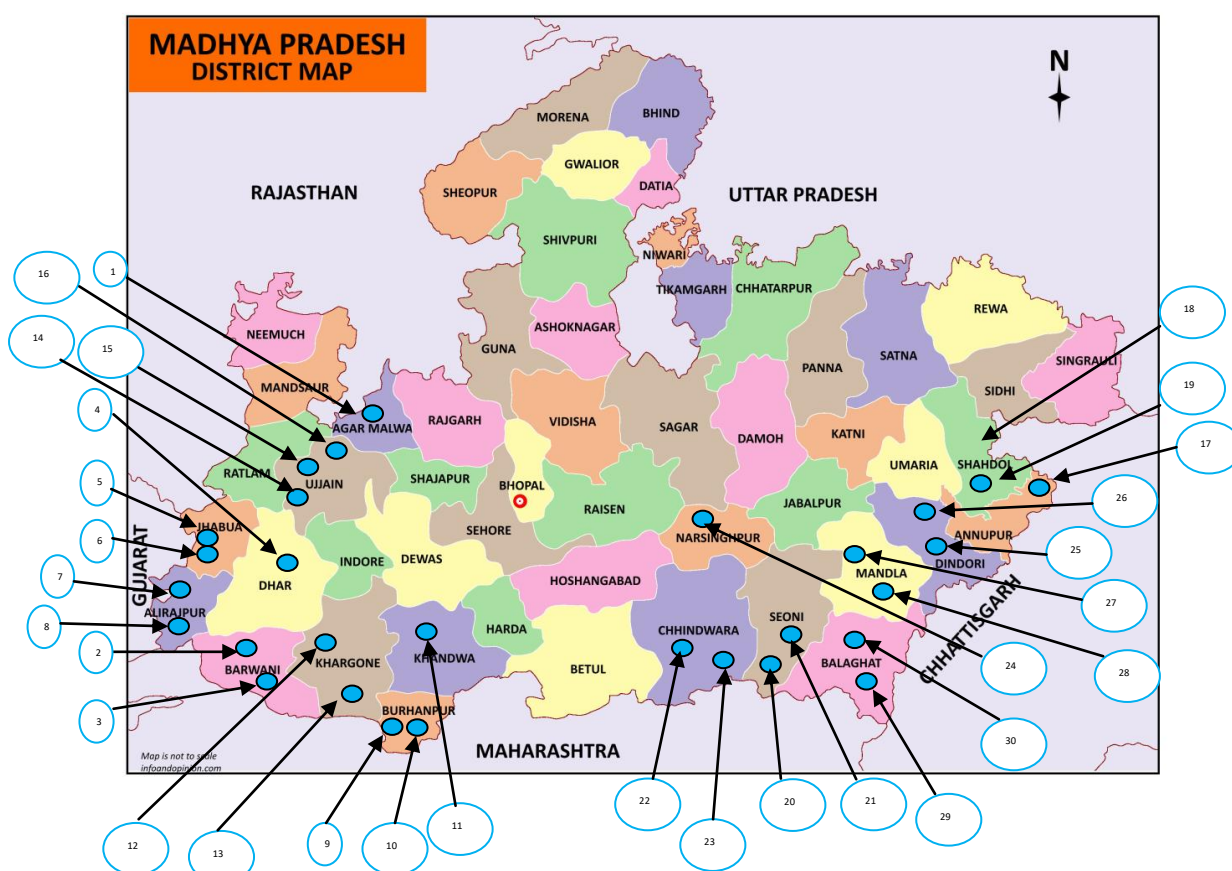 MADHYA PRADESH
DISTRICT MAP
N
MORENA
BHIND
GWALIOR
RAJASTHAN
SHEOPUR
DATIA
UTTAR PRADESH
SHIVPURI
NIWARI
16
1
TIKAMGARH
CHHATARPUR
REWA
18
NEEMUCH
ASHOKNAGAR
14
15
GUNA
SATNA
SINGRAULI
PANNA
MANDSAUR
SIDHI
19
4
AGAR MALWA
RAJGARH
VIDISHA
SAGAR
DAMOH
KATNI
17
RATLAM
UJJAIN
SHAJAPUR
UMARIA
SHAHDOL
5
BHOPAL
RAISEN
JABALPUR
26
JHABUA
SEHORE
NARSINGHPUR
ANNUPUR
6
GUJARAT
INDORE
DEWAS
DINDORI
25
7
DHAR
HOSHANGABAD
MANDLA
27
ALIRAJPUR
8
HARDA
CHHINDWARA
SEONI
CHHATTISGARH
2
BARWANI
KHARGONE
KHANDWA
BETUL
BALAGHAT
24
28
3
BURHANPUR
30
Map is not to scale
infoandopinion.com
MAHARASHTRA
22
20
21
29
12
13
9
10
11
23